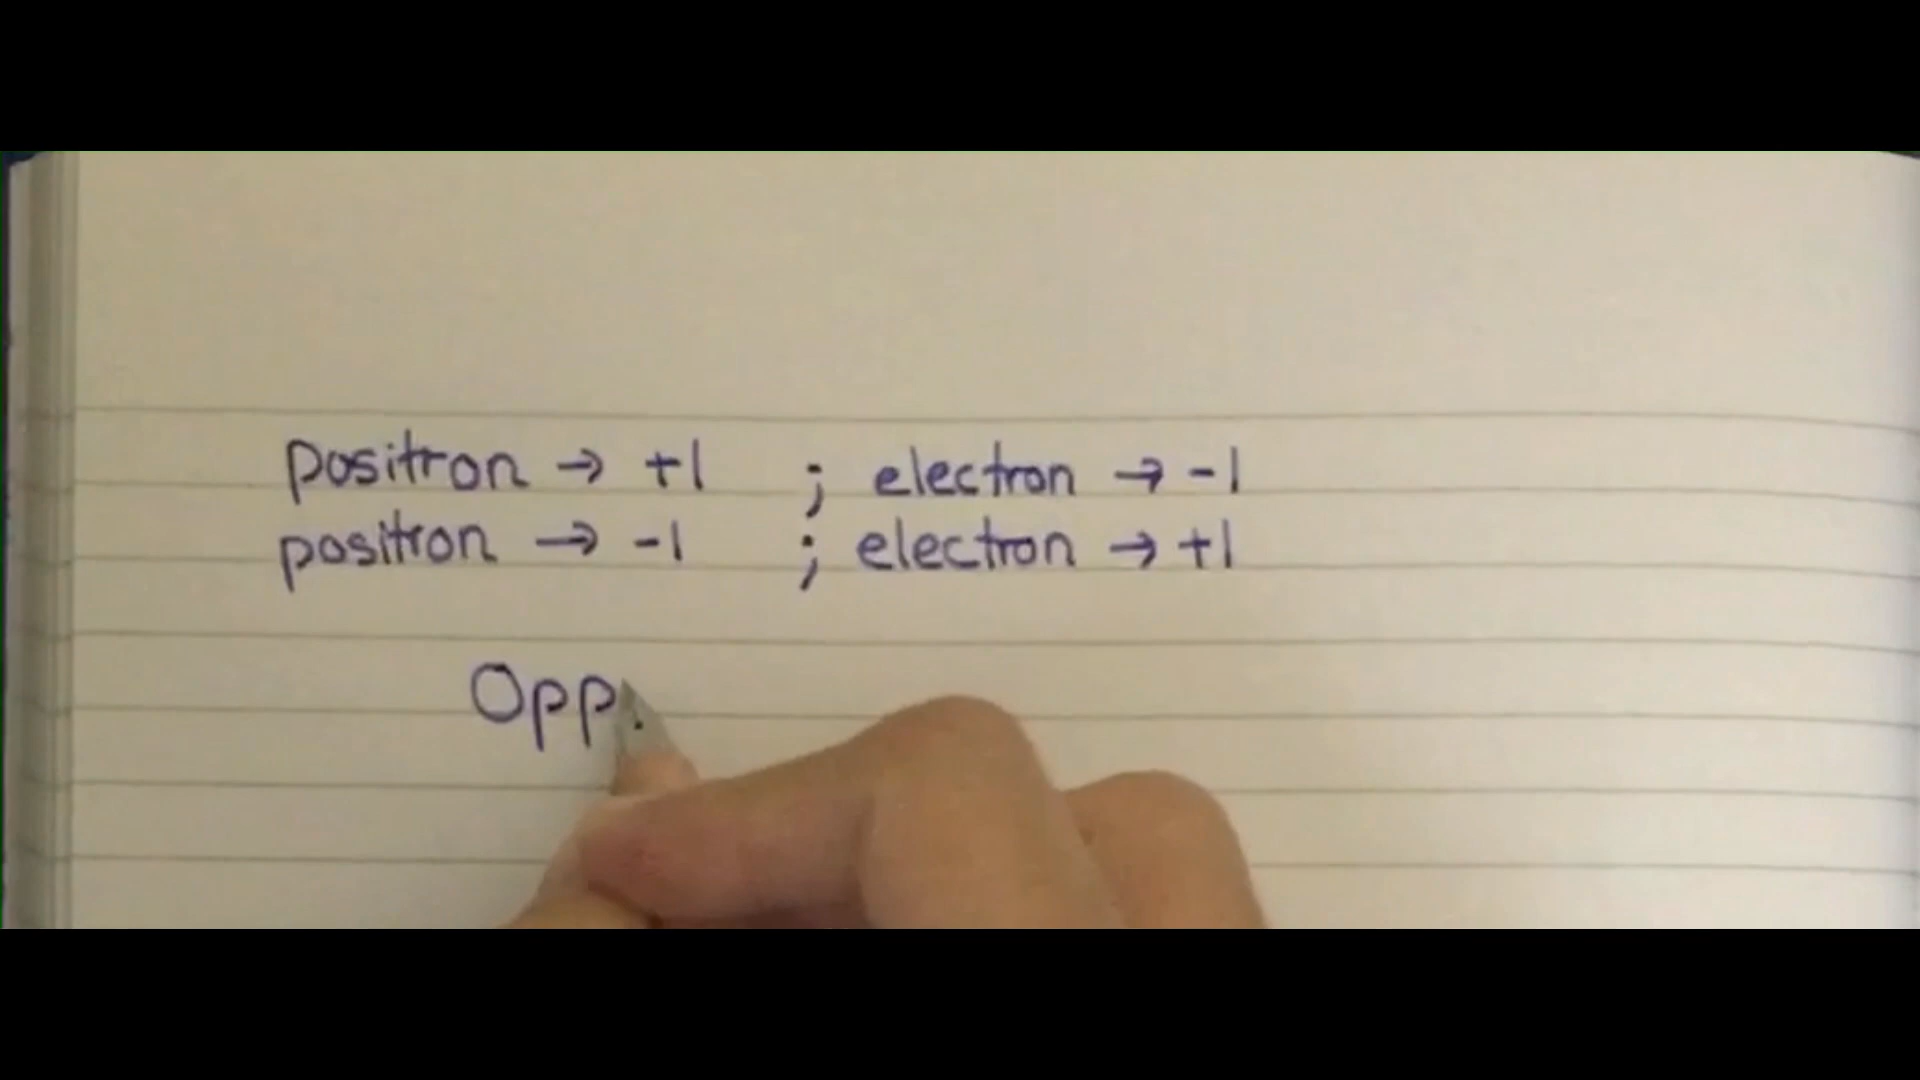 positron → +1 ; electron → -1
positron → -1 ; electron → +1
Opp